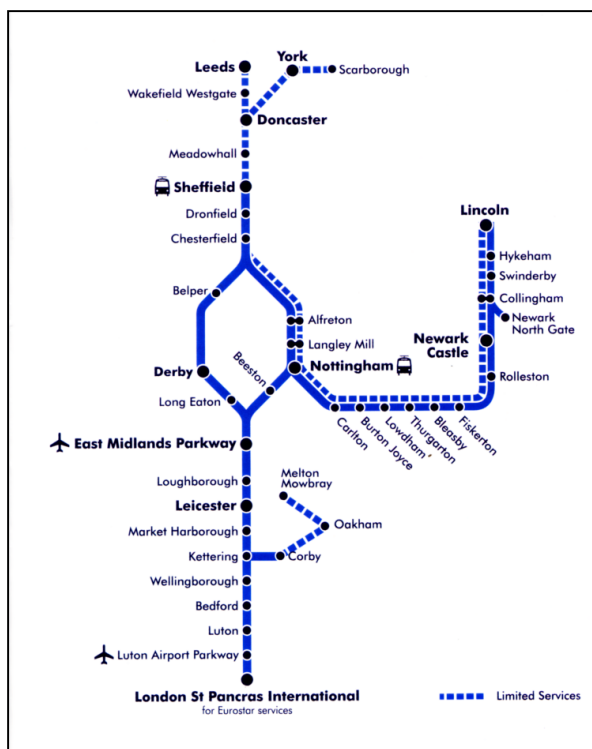 Leeds
York
Scarborough
Wakefield Westgate
Doncaster
Meadowhall
Sheffield
Dronfield
Chesterfield
Lincoln
Hykeham
Swinderby
Collingham
Newark
North Gate
Newark
Castle
Rolleston
Belper
Alfreton
Langley Mill
Nottingham
Beeston
Derby
Long Eaton
Carlton
Burton Joyce
Lowdham'
Thurgarton
Bleasby
Fiskerton
East Midlands Parkway
Loughborough
Melton
Mowbray
Leicester
Oakham
Market Harborough
Kettering
Corby
Wellingborough
Bedford
Luton
Luton Airport Parkway
London St Pancras International
for Eurostar services
Limited Services